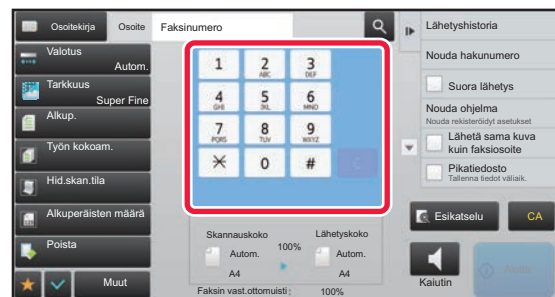 Osoitekirja
Osoite
Faksinumero
Valotus
Autom.
Tarkkuus
Super Fine
Alkup.
Työn kokoam.
Hid.skan.tila
Alkuperäisten määrä
Poista
Muut
1
2
ABC
3
DEF
4
GHI
5
JKL
6
MNO
7
PQRS
8
TUV
9
WXYZ
0
#
C
Skannauskoko
Lähetyskoko
100%
Autom.
Autom.
A4
A4
Faksin vast.ottomuisti: 100%
Lähetyshistoria
Nouda hakunumero
Suora lähetys
Nouda ohjelma
Nouda rekisteröidyt asetukset
Lähetä sama kuva
kuin faksiosoite
Pikatiedosto
Tallenna tiedot väliaik.
Esikatselu
CA
Kaiutin